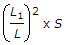 (L₁/L)² x S